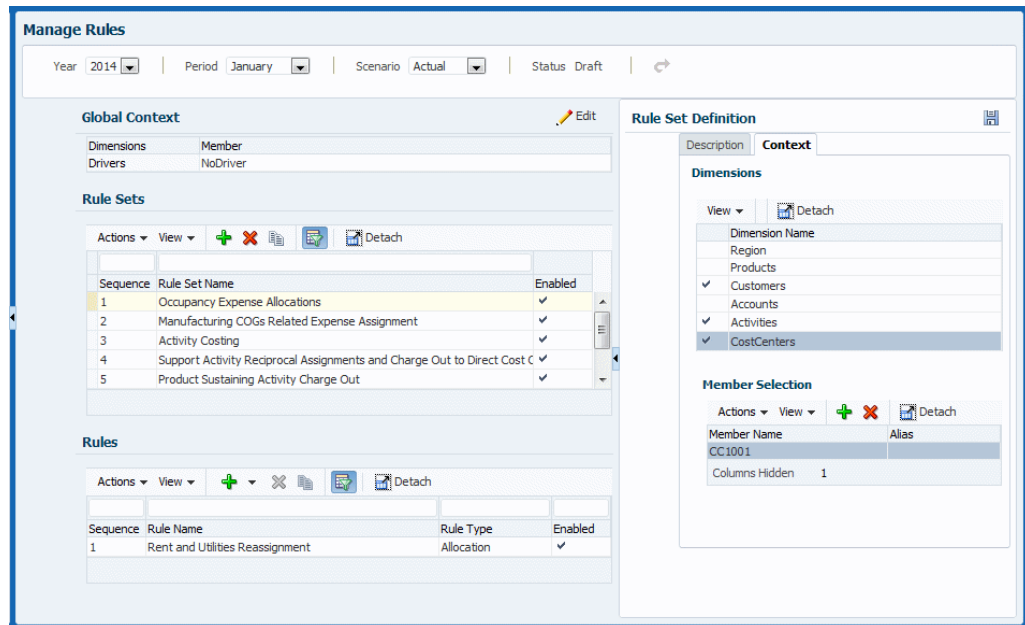 Manage Rules
Year 2014 Period January Scenario Actual Status Draft
Global Context Edit
Dimensions Member
Drivers NoDriver
Rule Sets
Actions View Detach
Sequence Rule Set Name Enabled
1 Occupancy Expense Allocations
2 Manufacturing COGs Related Expense Assignment
3 Activity Costing
4 Support Activity Reciprocal Assignments and Charge Out to Direct Cost C
5 Product Sustaining Activity Charge Out
Rules
Actions View Detach
Sequence Rule Name Rule Type Enabled
1 Rent and Utilities Reassignment Allocation
Rule Set Definition
Description Context
Dimensions
View Detach
Dimension Name
Region
Products
Customers
Accounts
Activities
CostCenters
Member Selection
Actions View Detach
Member Name Alias
CC1001
Columns Hidden 1